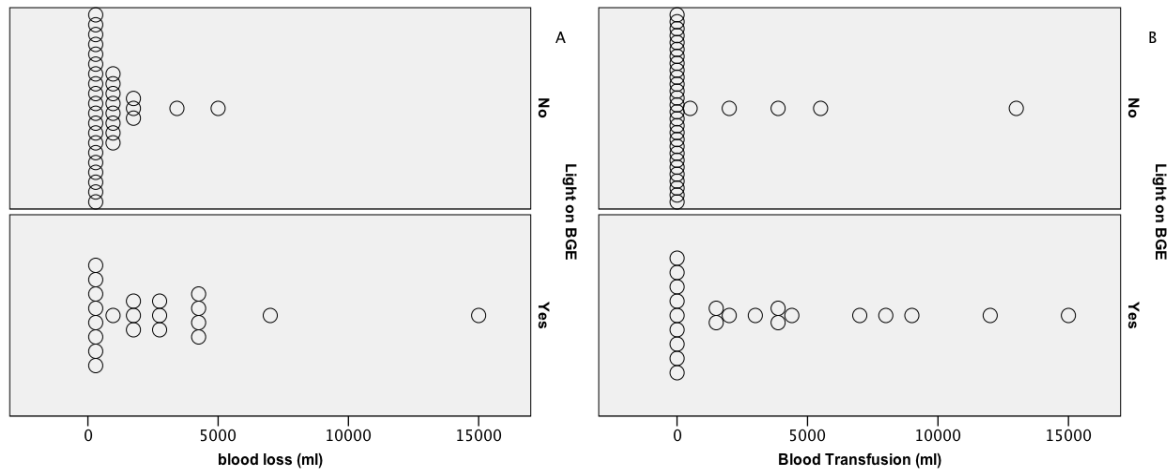 A
No
Light on BGE
Yes
0 5000 10000 15000
blood loss (ml)
B
No
Light on BGE
Yes
0 5000 10000 15000
Blood Transfusion (ml)